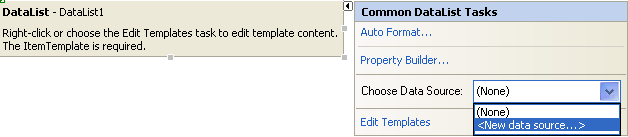 DataList - DataList1
Right-click or choose the Edit Templates task to edit template content.
The ItemTemplate is required.
Common DataList Tasks
Auto Format...
Property Builder...
Choose Data Source: (None)
(None)
<New data source...>
Edit Templates